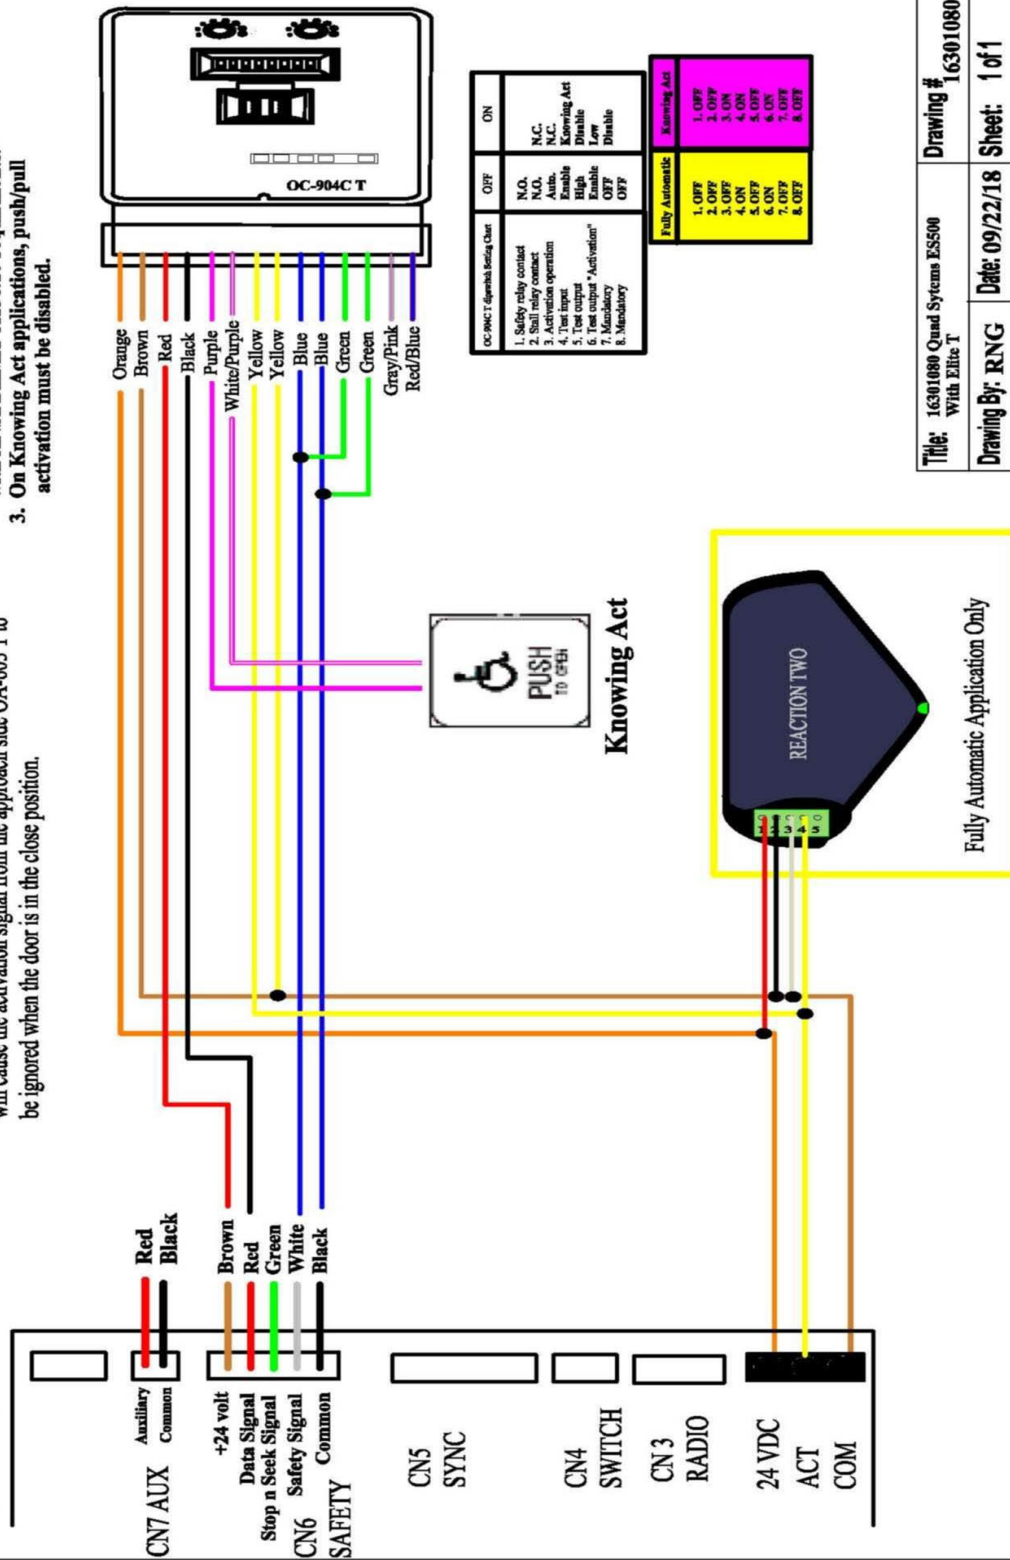 3. On Knowing Act applications, push/pull
activation must be disabled.
will cause the activation signal from the approach side OA-603 T to
be ignored when the door is in the close position.
OC-904C T
Orange
Brown
Red
Black
Purple
White/Purple
Yellow
Yellow
Blue
Blue
Green
Green
Gray/Pink
Red/Blue
OC-904C T dipswitch Setting Chart OFF ON
1. Safety relay contact N.O. N.C.
2. Stall relay contact N.O. N.C.
3. Activation operation Auto. Knowing Act
4. Test input Enable Disable
5. Test output High Low
6. Test output "Activation" Enable Disable
7. Mandatory OFF
8. Mandatory OFF
Fully Automatic
1. OFF
2. OFF
3. OFF
4. ON
5. OFF
6. ON
7. OFF
8. OFF
Knowing Act
1. OFF
2. OFF
3. ON
4. ON
5. OFF
6. ON
7. OFF
8. OFF
PUSH
TO OPEN
Knowing Act
REACTION TWO
1 2 3 4 5
Fully Automatic Application Only
Red
Black
Auxiliary
Common
CN7 AUX
Brown
Red
Green
White
Black
+24 volt
Data Signal
Stop n Seek Signal
Safety Signal
Common
CN6
SAFETY
CN5
SYNC
CN4
SWITCH
CN 3
RADIO
24 VDC
ACT
COM
Title: 16301080 Quad Sytems ES500
With Elite T
Drawing # 16301080
Drawing By: RNG
Date: 09/22/18
Sheet: 1 of 1